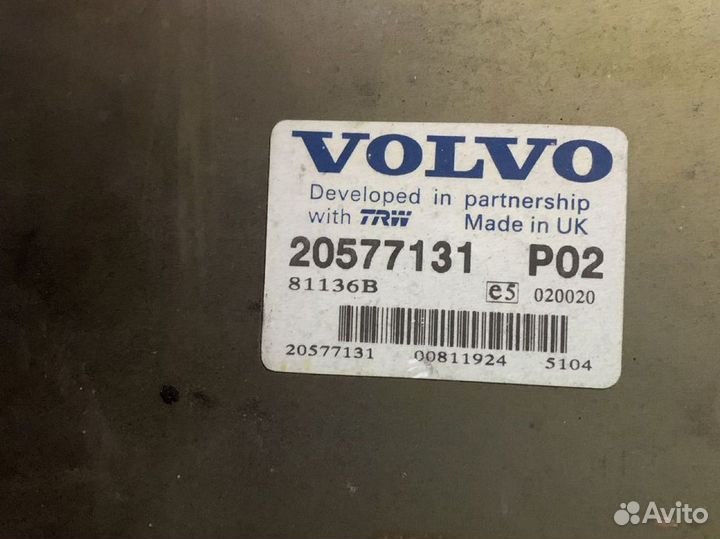 VOLVO
Developed in partnership
with TRW Made in UK
20577131 P02
81136B e5 020020
20577131 00811924 5104
Avito